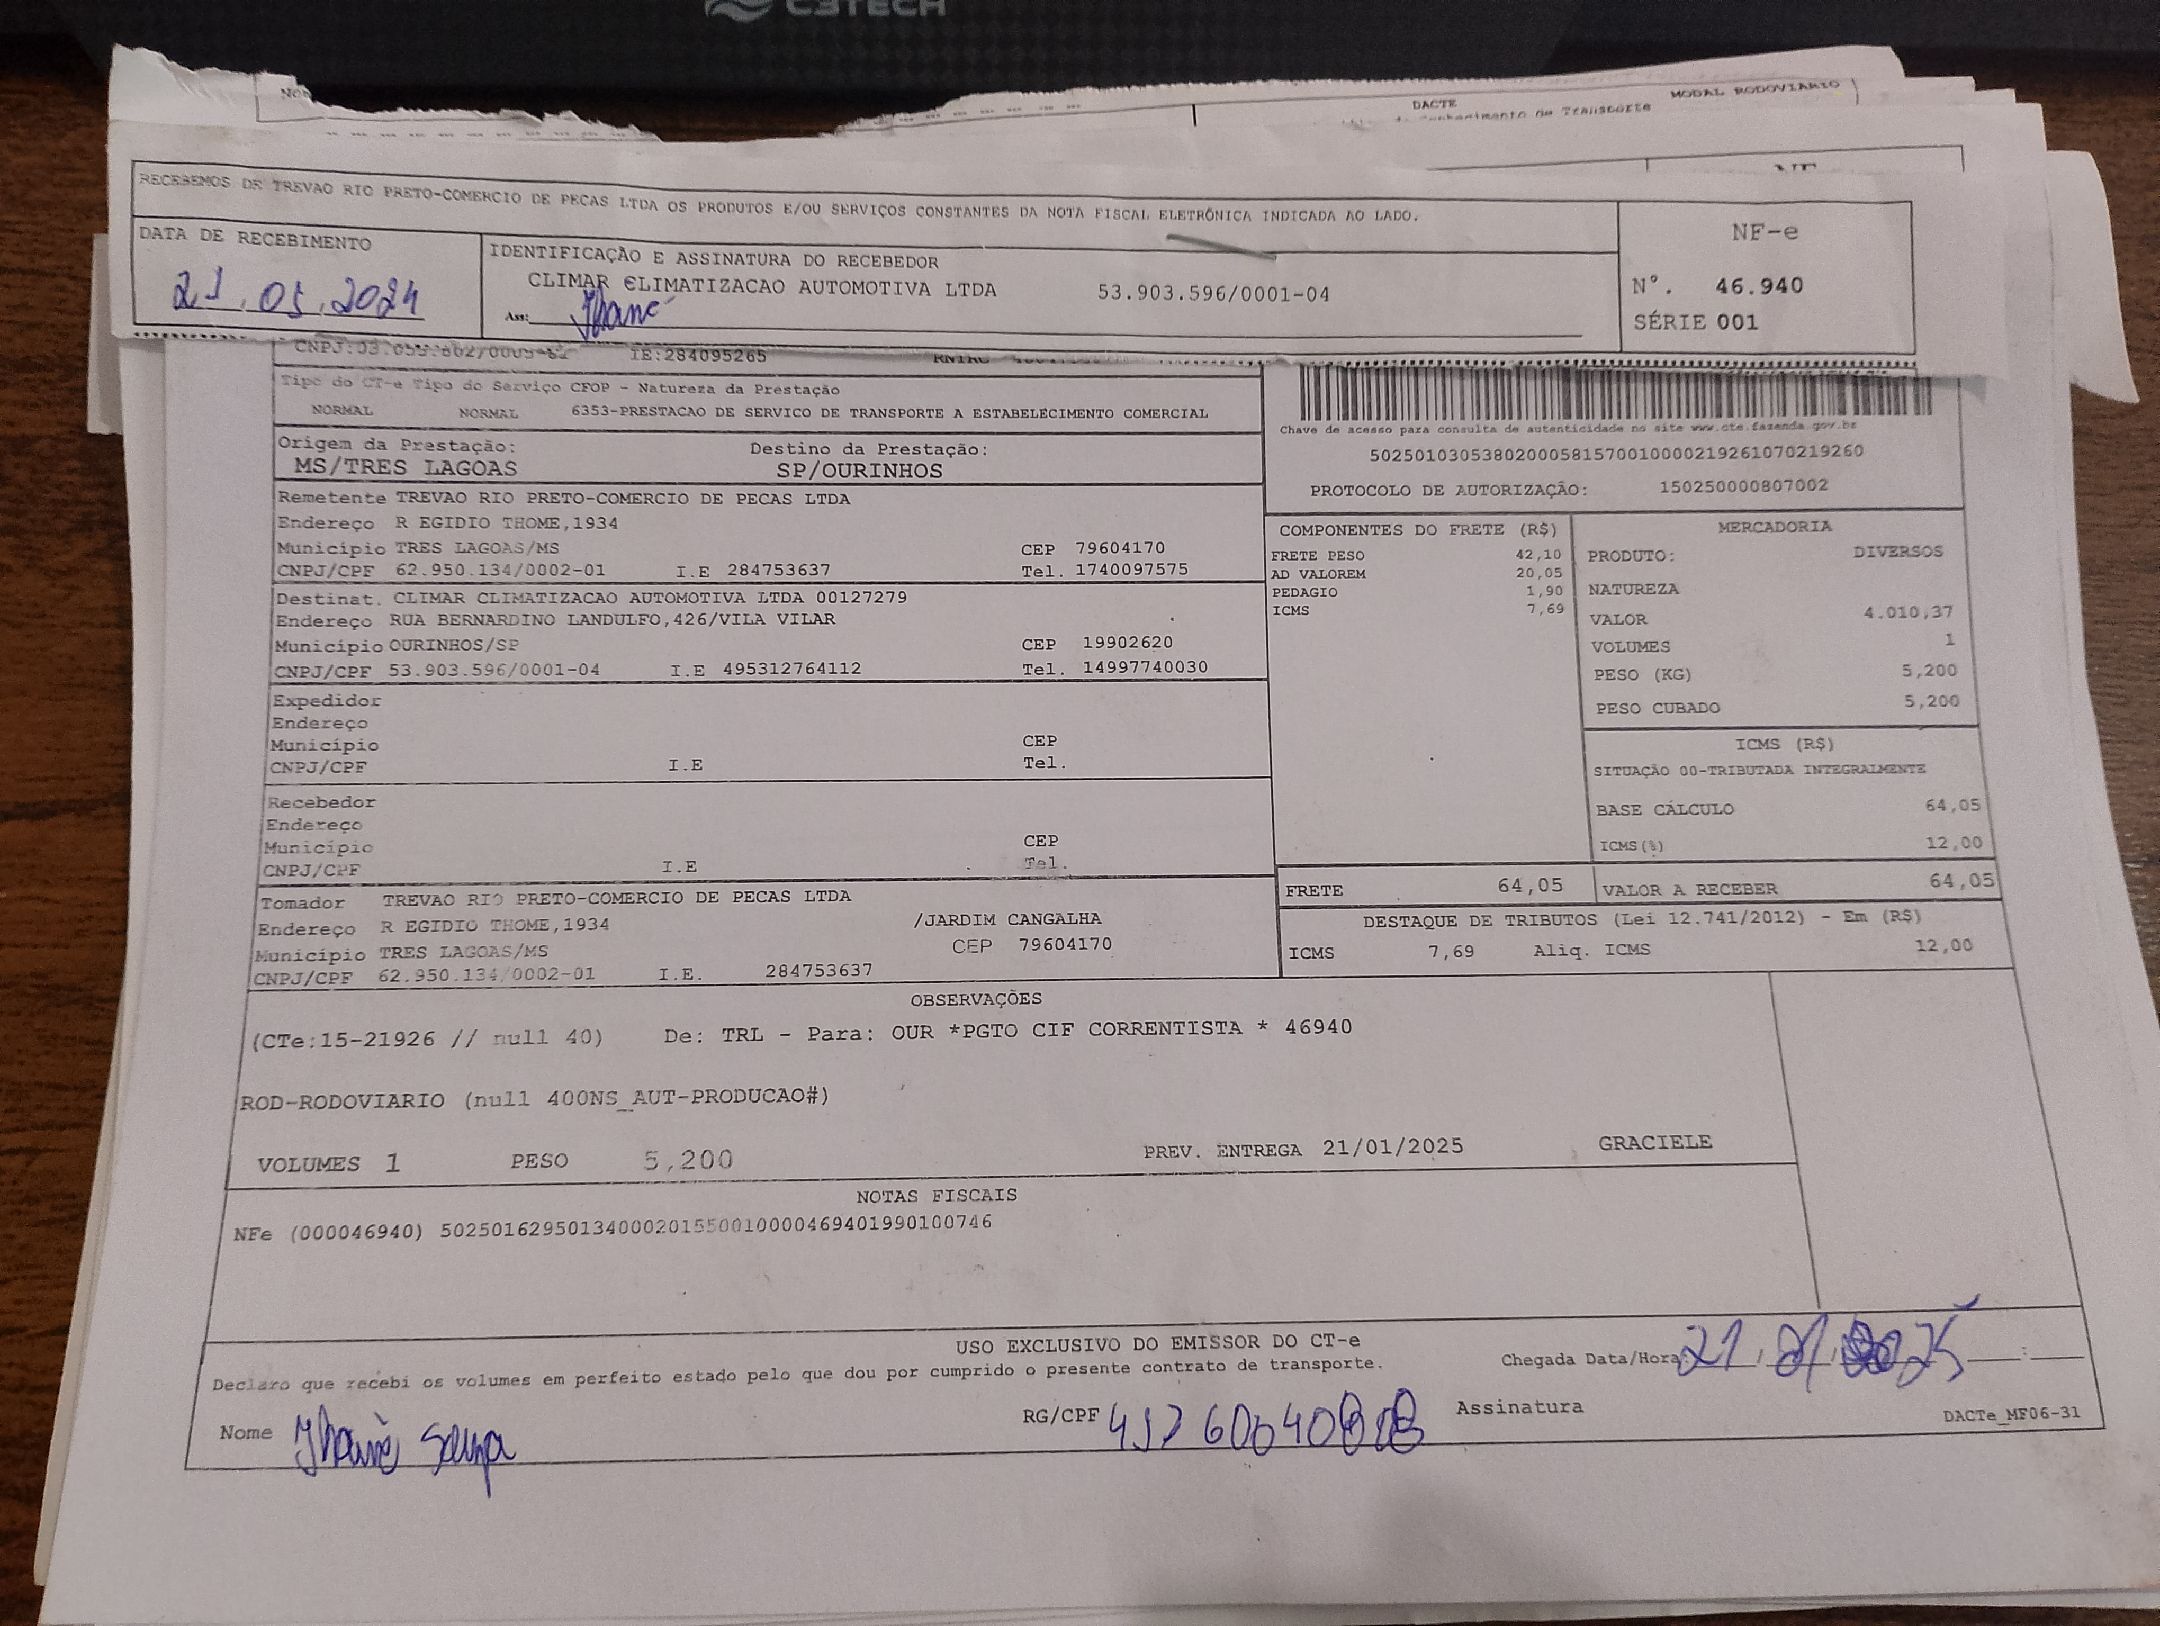 C3TECH
DACTE MODAL RODOVIARIO
de Transporte
RECEBEMOS DE TREVAO RIO PRETO-COMERCIO DE PECAS LTDA OS PRODUTOS E/OU SERVIÇOS CONSTANTES DA NOTA FISCAL ELETRÔNICA INDICADA AO LADO.
NF-e
Nº. 46.940
SÉRIE 001
DATA DE RECEBIMENTO
21.05.2024
IDENTIFICAÇÃO E ASSINATURA DO RECEBEDOR
CLIMAR CLIMATIZACAO AUTOMOTIVA LTDA 53.903.596/0001-04
Ass:
IE:284095265
Tipo do CT-e Tipo do Serviço CFOP - Natureza da Prestação
NORMAL NORMAL 6353-PRESTACAO DE SERVICO DE TRANSPORTE A ESTABELECIMENTO COMERCIAL
Chave de acesso para consulta de autenticidade no site www.cte.fazenda.gov.br
50250103053802000581570010000219261070219260
PROTOCOLO DE AUTORIZAÇÃO: 150250000807002
Origem da Prestação: Destino da Prestação:
MS/TRES LAGOAS SP/OURINHOS
Remetente TREVAO RIO PRETO-COMERCIO DE PECAS LTDA
Endereço R EGIDIO THOME,1934
Município TRES LAGOAS/MS CEP 79604170
CNPJ/CPF 62.950.134/0002-01 I.E 284753637 Tel. 1740097575
Destinat. CLIMAR CLIMATIZACAO AUTOMOTIVA LTDA 00127279
Endereço RUA BERNARDINO LANDULFO,426/VILA VILAR
Município OURINHOS/SP CEP 19902620
CNPJ/CPF 53.903.596/0001-04 I.E 495312764112 Tel. 14997740030
Expedidor
Endereço
Município CEP
CNPJ/CPF I.E Tel.
Recebedor
Endereço
Município CEP
CNPJ/CPF I.E Tel.
Tomador TREVAO RIO PRETO-COMERCIO DE PECAS LTDA
Endereço R EGIDIO THOME,1934 /JARDIM CANGALHA
Município TRES LAGOAS/MS CEP 79604170
CNPJ/CPF 62.950.134/0002-01 I.E. 284753637
COMPONENTES DO FRETE (R$)
FRETE PESO 42,10
AD VALOREM 20,05
PEDAGIO 1,90
ICMS 7,69
MERCADORIA
PRODUTO: DIVERSOS
NATUREZA
VALOR 4.010,37
VOLUMES 1
PESO (KG) 5,200
PESO CUBADO 5,200
ICMS (R$)
SITUAÇÃO 00-TRIBUTADA INTEGRALMENTE
BASE CÁLCULO 64,05
ICMS(%) 12,00
FRETE 64,05 VALOR A RECEBER 64,05
DESTAQUE DE TRIBUTOS (Lei 12.741/2012) - Em (R$)
ICMS 7,69 Aliq. ICMS 12,00
OBSERVAÇÕES
(CTe:15-21926 // null 40) De: TRL - Para: OUR *PGTO CIF CORRENTISTA * 46940
ROD-RODOVIARIO (null 400NS_AUT-PRODUCAO#)
VOLUMES 1 PESO 5,200 PREV. ENTREGA 21/01/2025 GRACIELE
NOTAS FISCAIS
NFe (000046940) 50250162950134000201550010000469401990100746
USO EXCLUSIVO DO EMISSOR DO CT-e
Declaro que recebi os volumes em perfeito estado pelo que dou por cumprido o presente contrato de transporte.
Chegada Data/Hora:
Nome
RG/CPF
Assinatura
DACTe_MF06-31